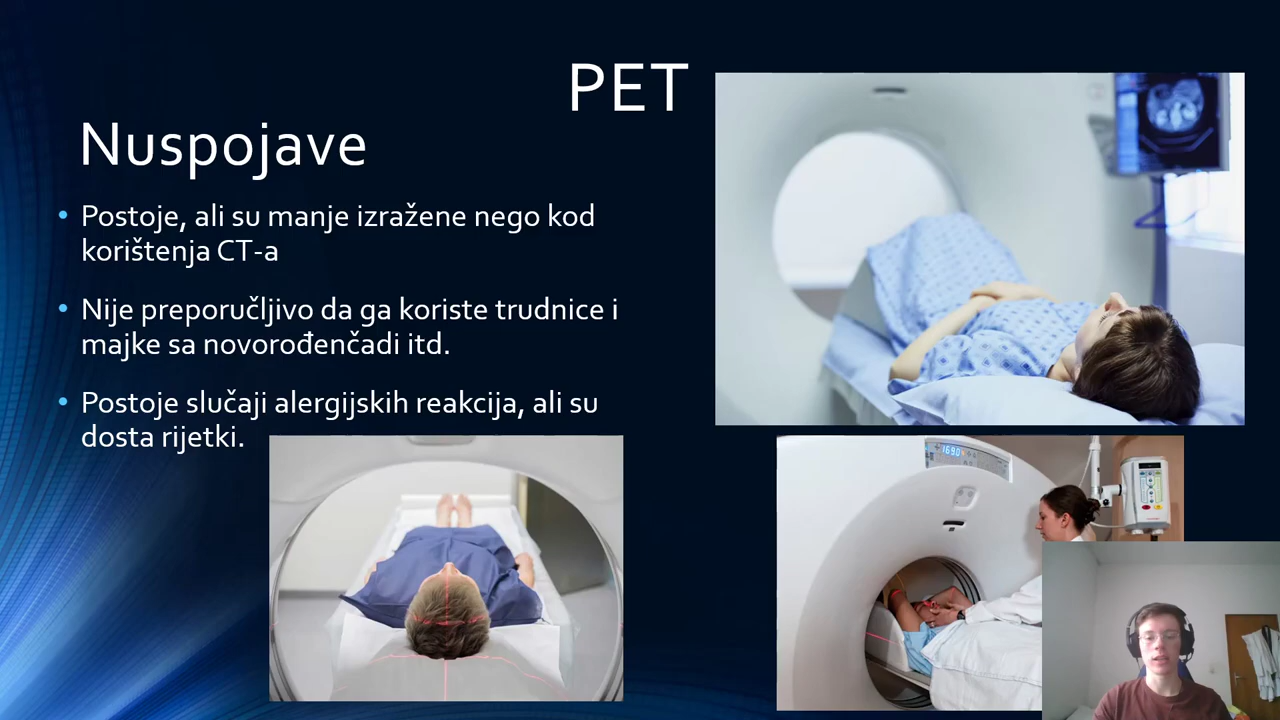 PET
Nuspojave
Postoje, ali su manje izražene nego kod
korištenja CT-a
Nije preporučljivo da ga koriste trudnice i
majke sa novorođenčadi itd.
Postoje slučaji alergijskih reakcija, ali su
dosta rijetki.
1690